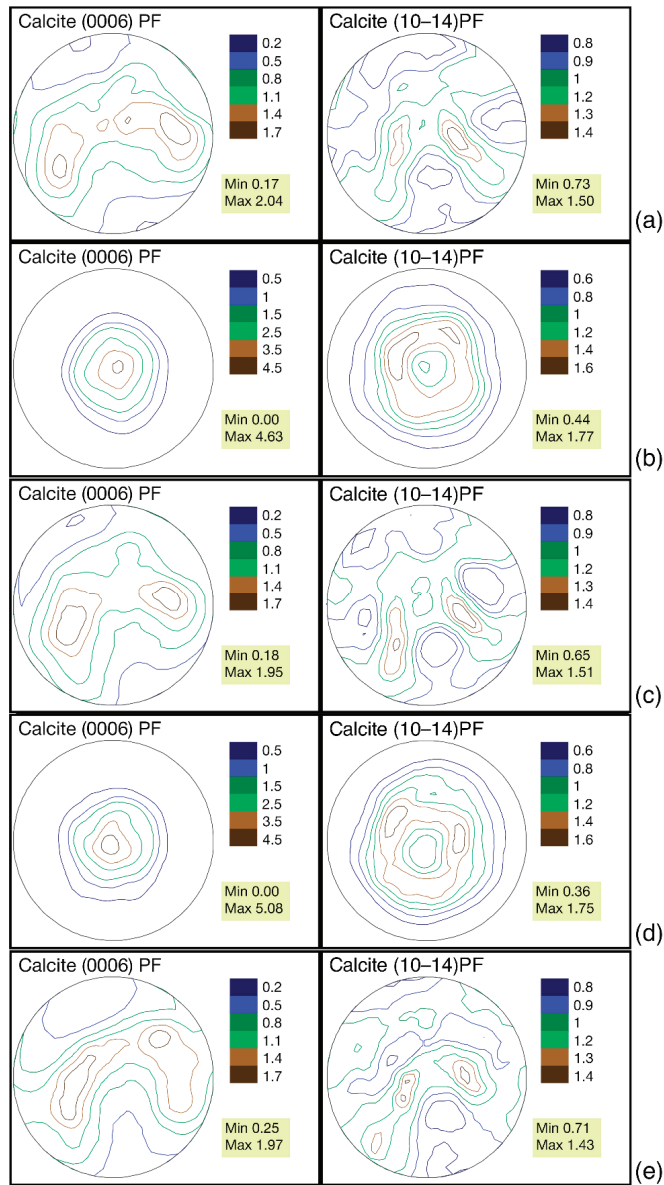 Calcite (0006) PF
0.2
0.5
0.8
1.1
1.4
1.7
Min 0.17
Max 2.04
Calcite (10–14)PF
0.8
0.9
1
1.2
1.3
1.4
Min 0.73
Max 1.50
(a)
Calcite (0006) PF
0.5
1
1.5
2.5
3.5
4.5
Min 0.00
Max 4.63
Calcite (10–14)PF
0.6
0.8
1
1.2
1.4
1.6
Min 0.44
Max 1.77
(b)
Calcite (0006) PF
0.2
0.5
0.8
1.1
1.4
1.7
Min 0.18
Max 1.95
Calcite (10–14)PF
0.8
0.9
1
1.2
1.3
1.4
Min 0.65
Max 1.51
(c)
Calcite (0006) PF
0.5
1
1.5
2.5
3.5
4.5
Min 0.00
Max 5.08
Calcite (10–14)PF
0.6
0.8
1
1.2
1.4
1.6
Min 0.36
Max 1.75
(d)
Calcite (0006) PF
0.2
0.5
0.8
1.1
1.4
1.7
Min 0.25
Max 1.97
Calcite (10–14)PF
0.8
0.9
1
1.2
1.3
1.4
Min 0.71
Max 1.43
(e)